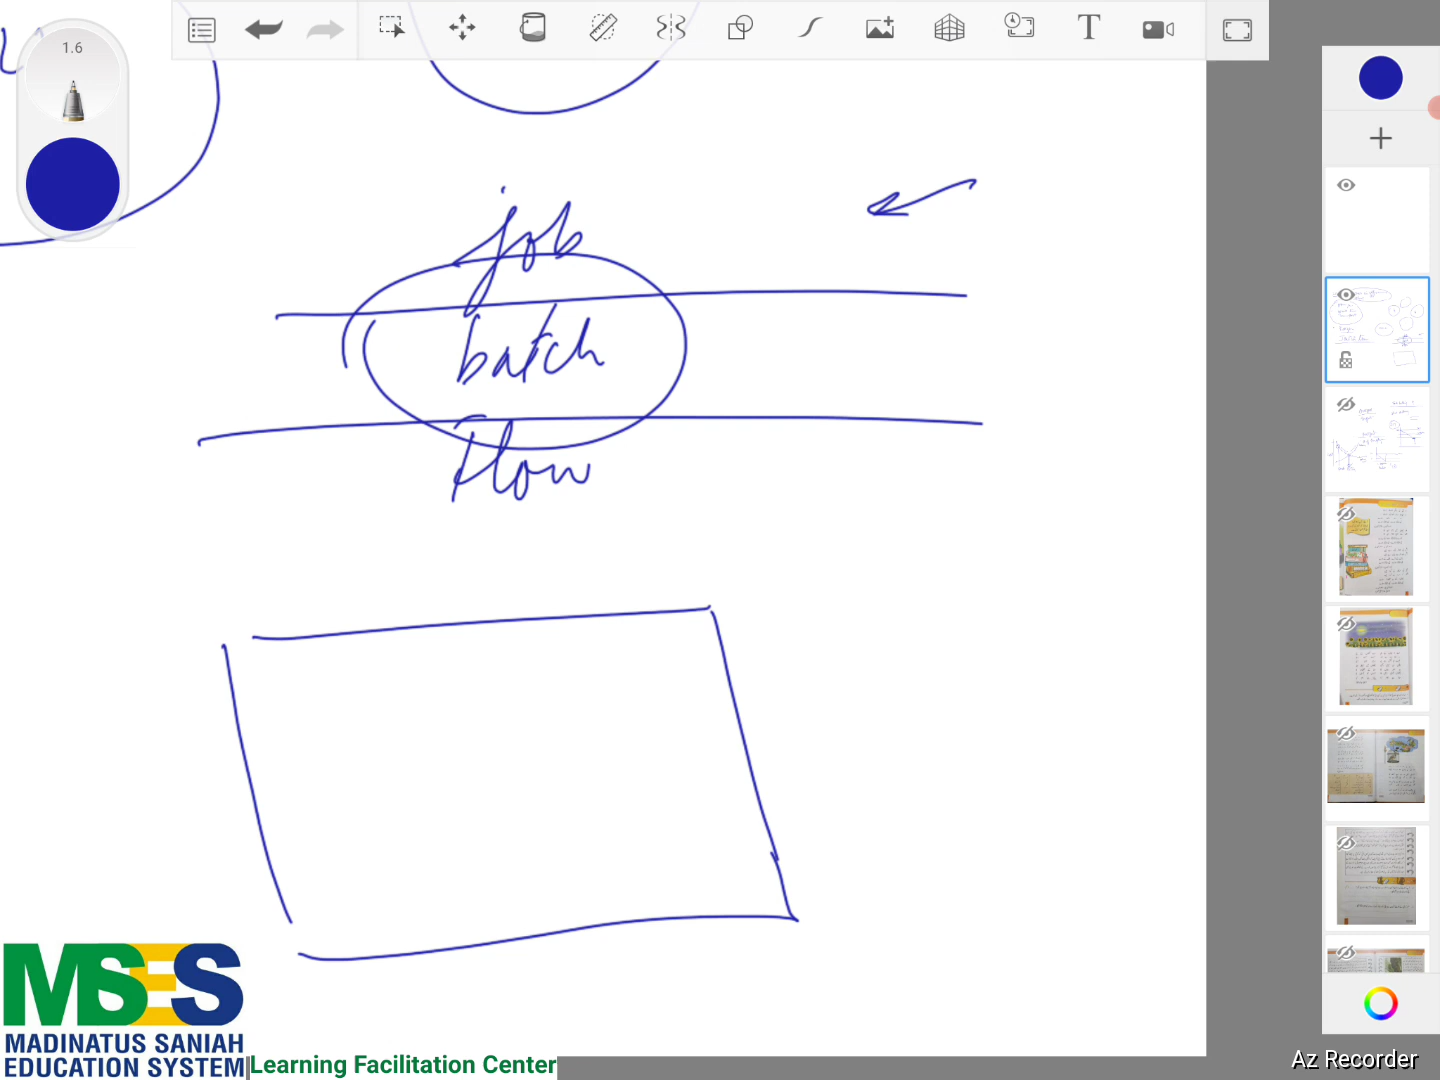 1.6
T
job
batch
Flow
MSES
MADINATUS SANIAH
EDUCATION SYSTEM
Learning Facilitation Center
Az Recorder